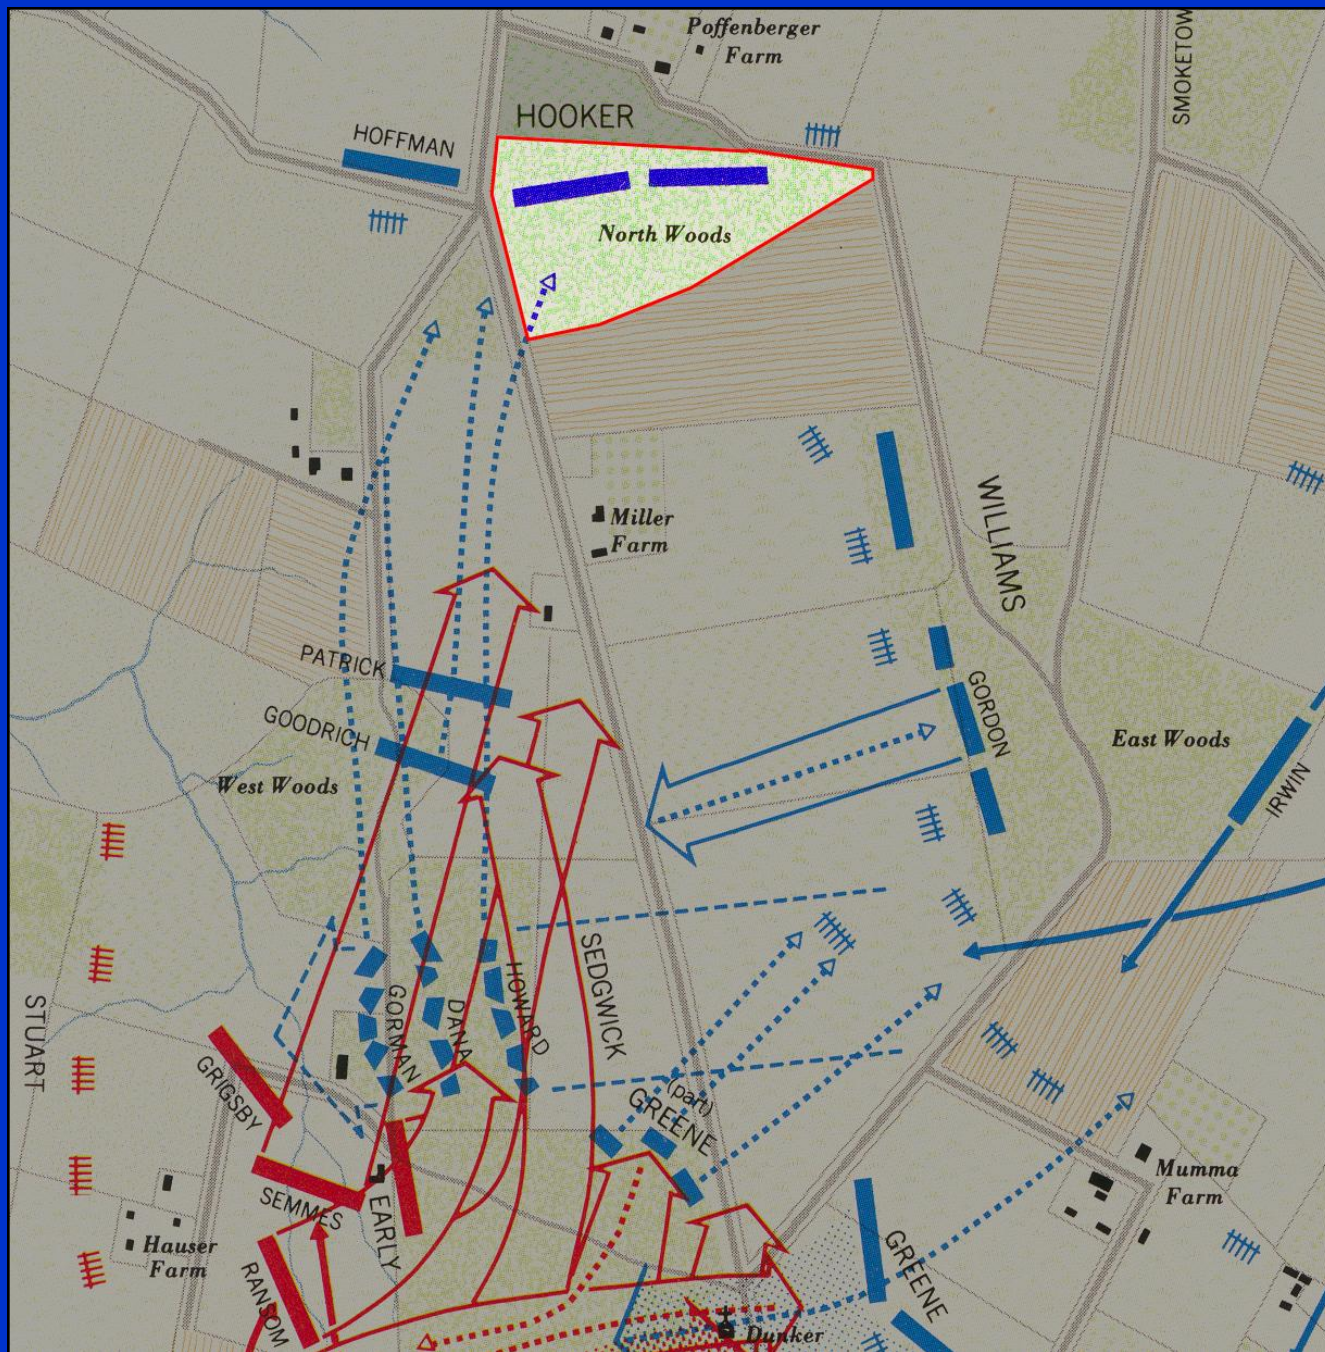 Poffenberger
Farm
SMOKETOW
HOOKER
HOFFMAN
North Woods
WILLIAMS
Miller
Farm
PATRICK
GORDON
GOODRICH
East Woods
West Woods
IRWIN
SEDGWICK
HOWARD
DANA
GORMAN
STUART
GRIGSBY
(part)
GREENE
Mumma
Farm
SEMMES
EARLY
Hauser
Farm
GREENE
RANSOM
Dunker